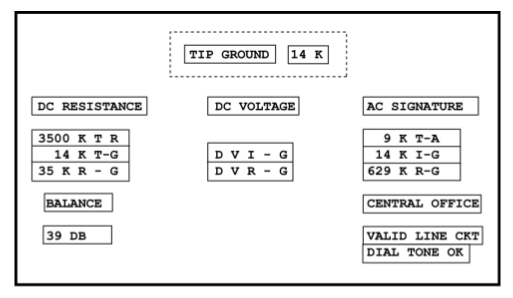 TIP GROUND 14 K
DC RESISTANCE DC VOLTAGE AC SIGNATURE
3500 K T R 9 K T-A
14 K T-G D V I - G 14 K I-G
35 K R - G D V R - G 629 K R-G
BALANCE CENTRAL OFFICE
39 DB VALID LINE CKT
DIAL TONE OK